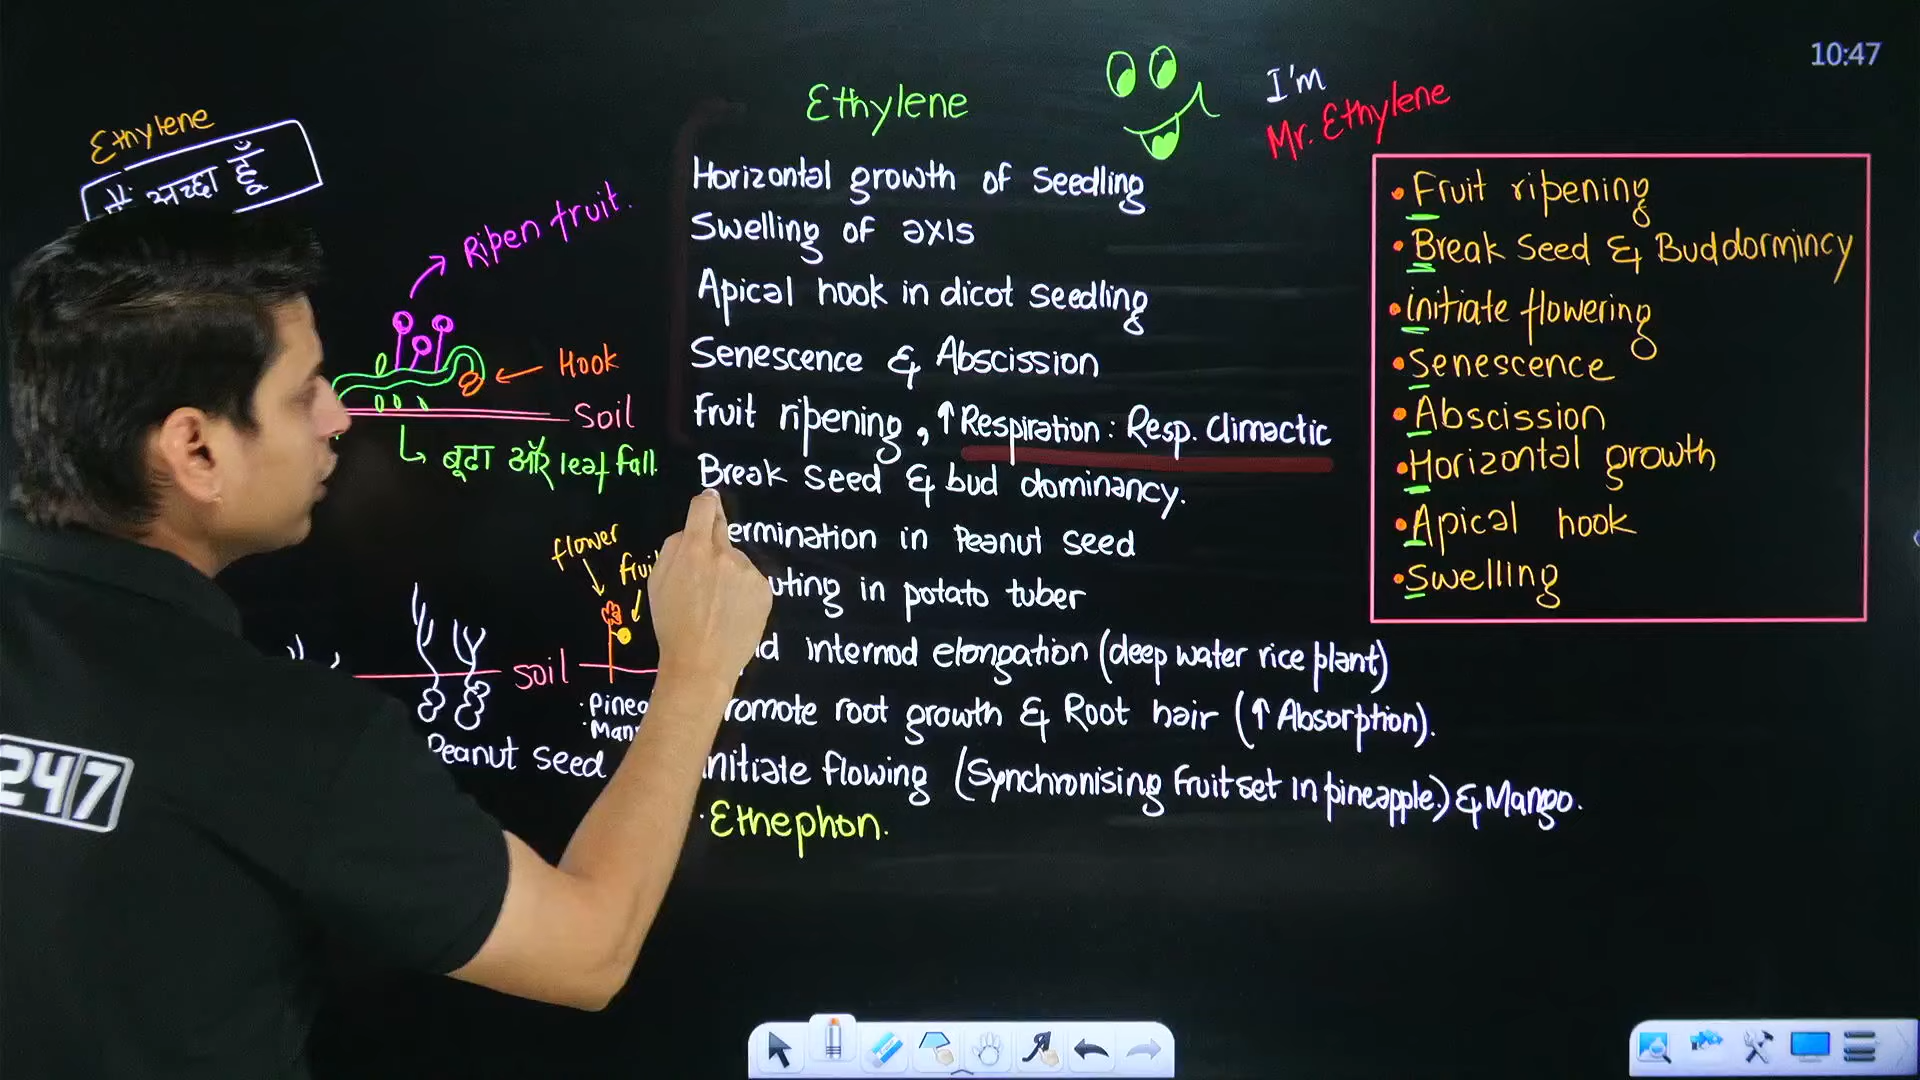 10:47
Ethylene
मैं अच्छा हूँ
Ripen fruit.
Hook
Soil
बूढा और leaf fall.
flower
soil
Peanut seed
Ethylene
I'm
Mr. Ethylene
Horizontal growth of Seedling
Swelling of axis
Apical hook in dicot seedling
Senescence & Abscission
Fruit ripening, ↑Respiration: Resp. Climactic
Break seed & bud dominancy.
ermination in Peanut seed
uting in potato tuber
internod elongation (deep water rice plant)
romote root growth & Root hair (↑ Absorption).
initiate flowing (Synchronising fruit set in pineapple.) & Mango.
·Ethephon.
•Fruit ripening
•Break Seed & Buddormincy
•initiate flowering
•Senescence
•Abscission
•Horizontal growth
•Apical hook
•Swelling
247